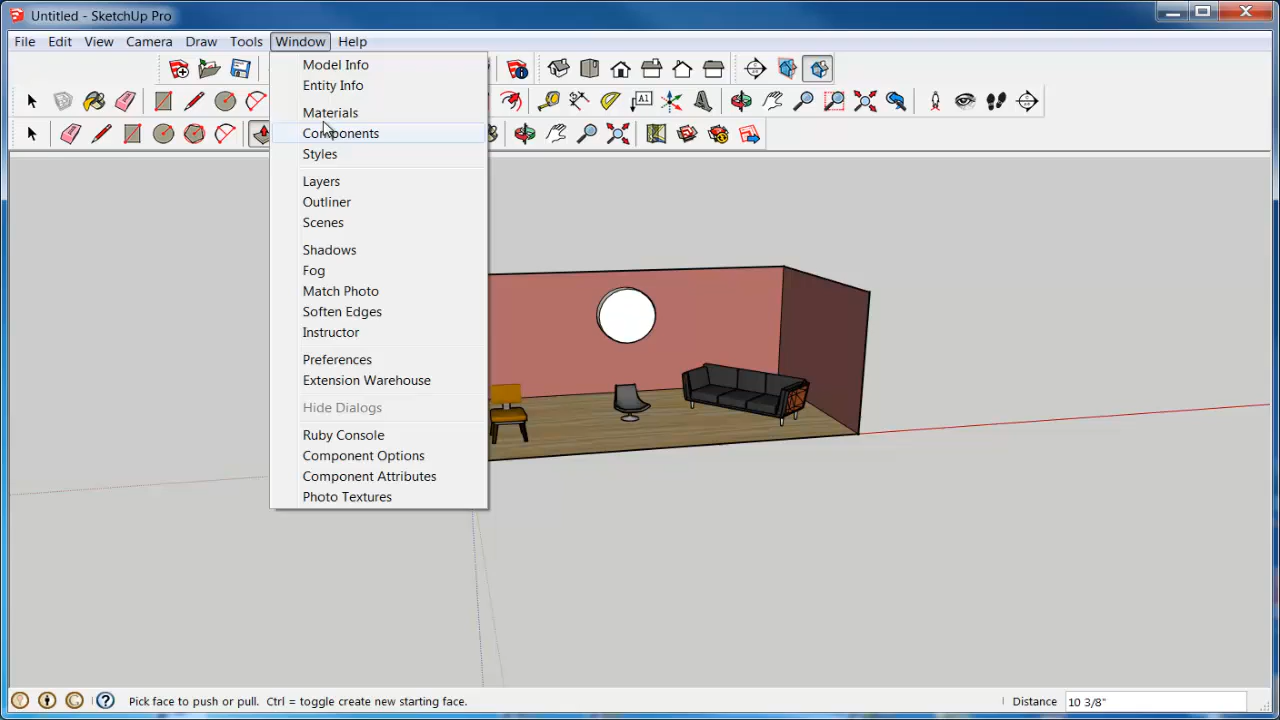 Untitled - SketchUp Pro
File Edit View Camera Draw Tools Window Help
Model Info
Entity Info
Materials
Components
Styles
Layers
Outliner
Scenes
Shadows
Fog
Match Photo
Soften Edges
Instructor
Preferences
Extension Warehouse
Hide Dialogs
Ruby Console
Component Options
Component Attributes
Photo Textures
A1
Pick face to push or pull. Ctrl = toggle create new starting face. Distance 10 3/8"